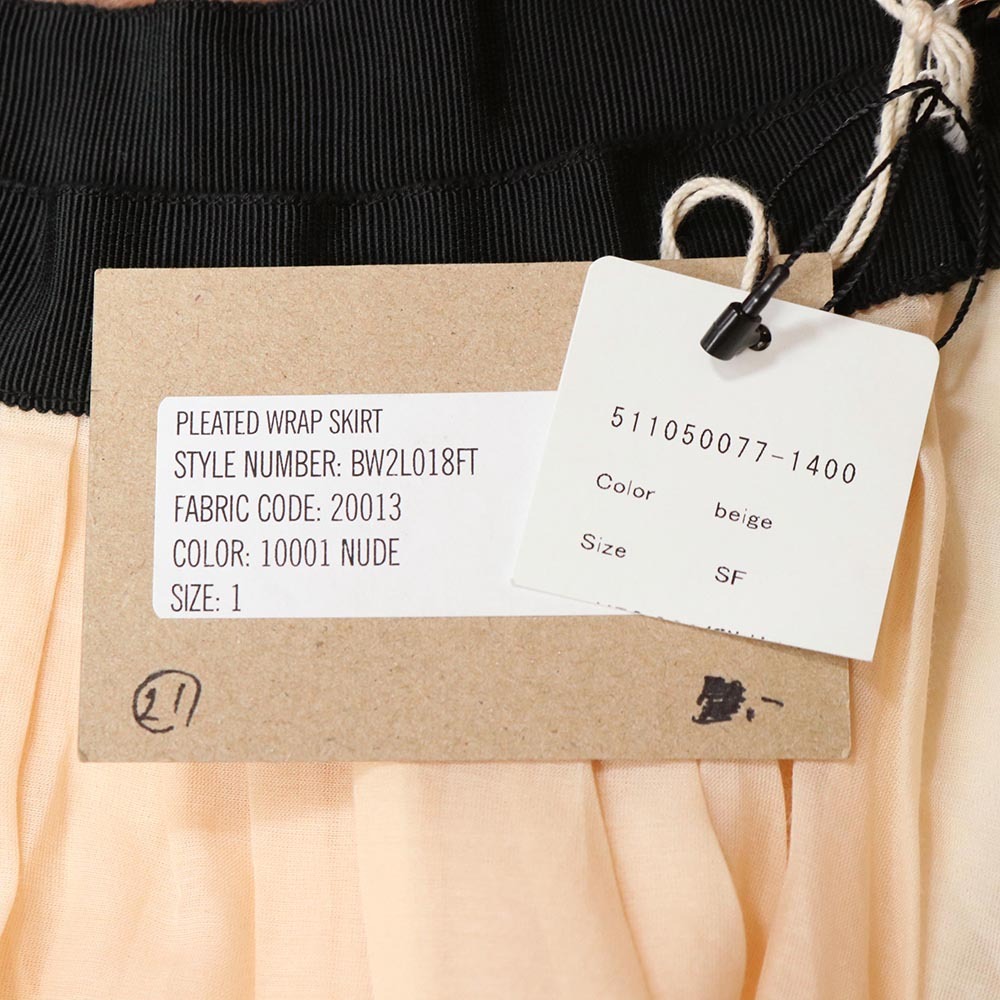 PLEATED WRAP SKIRT
STYLE NUMBER: BW2L018FT
FABRIC CODE: 20013
COLOR: 10001 NUDE
SIZE: 1
21
511050077-1400
Color beige
Size SF